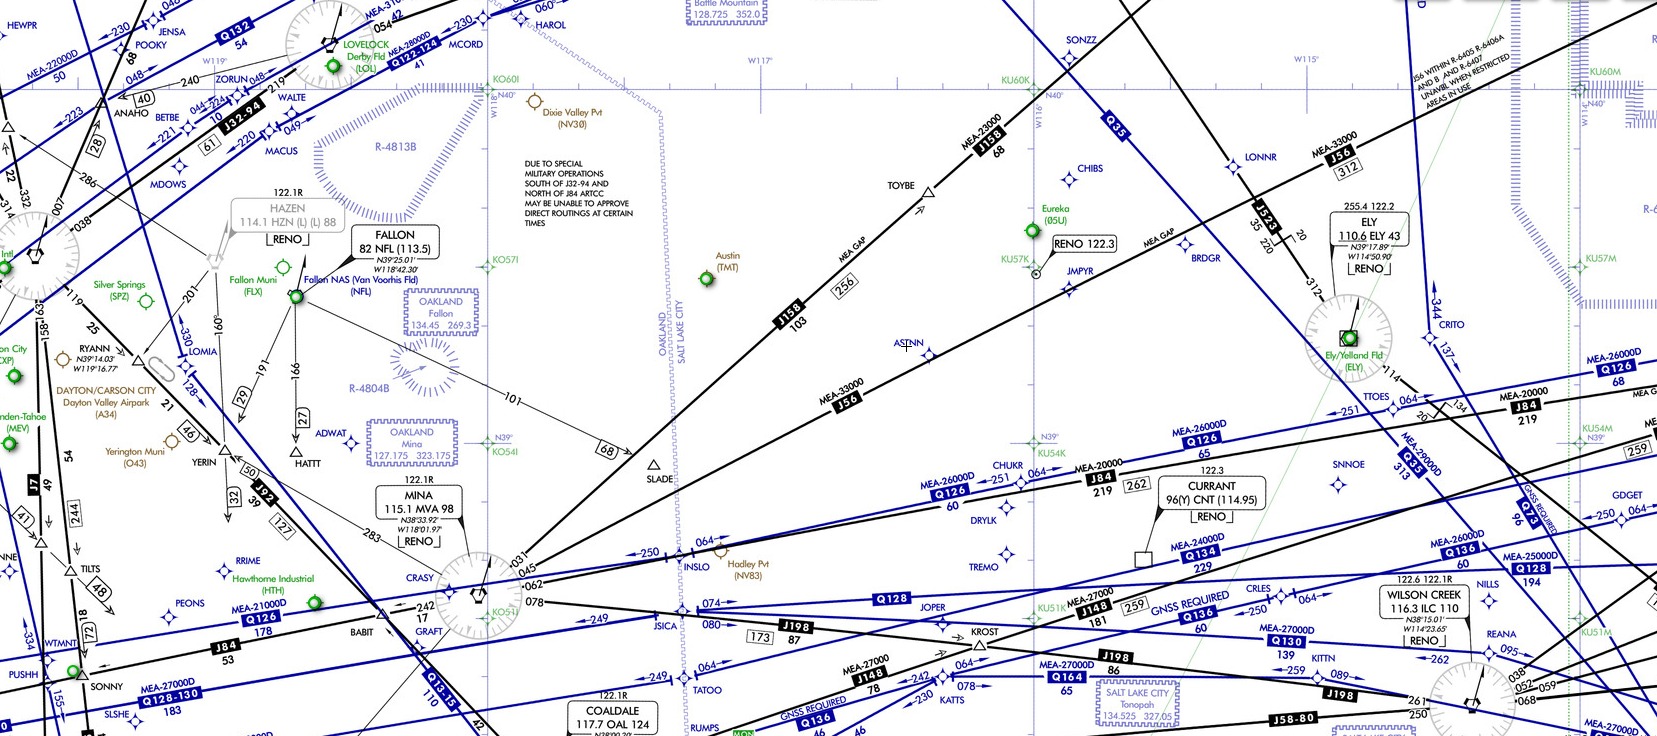 HEWPR
JENSA
POOKY
048
230
Q132
54
68
MEA-22000D
50
048
240
40
ANAHO
223
28
286
22
332
314
007
038
W119°
ZORUN
048
219
044
224
BETBE
10
J32-94
221
61
220
MDOWS
WALTE
049
MACUS
LOVELOCK
Derby Fld
(LOL)
054
42
MEA-28000D
Q122-124
41
MCORD
230
060
HAROL
Battle Mountain
128.725 352.0
KO60I
N40°
W118°
Dixie Valley Pvt
(NV30)
R-4813B
DUE TO SPECIAL
MILITARY OPERATIONS
SOUTH OF J32-94 AND
NORTH OF J84 ARTCC
MAY BE UNABLE TO APPROVE
DIRECT ROUTINGS AT CERTAIN
TIMES
W117°
SONZZ
KU60K
N40°
W116°
MEA-23000
J158
68
Q35
CHIBS
TOYBE
LONNR
W115°
MEA-33000
J56
312
J56 WITHIN R-6405 R-6406A
AND B AND R-6407
UNAVBL WHEN RESTRICTED
AREAS IN USE
KU60M
N40°
W114°
122.1R
HAZEN
114.1 HZN (L) (L) 88
RENO
FALLON
82 NFL (113.5)
N39°25.01'
W118°42.30'
Fallon Muni
(FLX)
Fallon NAS (Van Voorhis Fld)
(NFL)
KO57I
Silver Springs
(SPZ)
201
160°
119
25
163
158
Austin
(TMT)
MEA GAP
256
J158
103
Eureka
(05U)
RENO 122.3
KU57K
JMPYR
MEA GAP
BRDGR
J523
35
220
20
312
255.4 122.2
ELY
110.6 ELY 43
N39°17.89'
W114°50.90'
RENO
KU57M
344
CRITO
137
Ely/Yelland Fld
(ELY)
114
OAKLAND
Fallon
134.45 269.3
OAKLAND
SALT LAKE CITY
RYANN
N39°14.03'
W119°16.77'
330
LOMIA
128
191
166
29
27
R-4804B
101
68
ASTNN
MEA-33000
J56
DAYTON/CARSON CITY
Dayton Valley Airpark
(A34)
21
46
Yerington Muni
(O43)
YERIN
(MEV)
ADWAT
HATTT
OAKLAND
Mina
127.175 323.175
N39°
KO54I
SLADE
MEA-26000D
Q126
65
N39°
KU54K
TTOES
064
251
20
134
MEA-26000D
Q126
68
MEA-20000
J84
219
KU54M
N39°
259
54
J7
49
244
50
J92
39
127
32
283
41
122.1R
MINA
115.1 MVA 98
N38°33.92'
W118°01.97'
RENO
MEA-26000D
Q126
60
CHUKR
251
064
MEA-20000
J84
219
262
DRYLK
122.3
CURRANT
96(Y) CNT (114.95)
RENO
SNNOE
MEA-29000D
Q35
313
GNSS REQUIRED
Q73
96
GDGET
250
064
TILTS
48
RRIME
Hawthorne Industrial
(HTH)
CRASY
031
045
062
078
250
064
INSLO
Hadley Pvt
(NV83)
TREMO
MEA-24000D
Q134
229
MEA-26000D
Q136
60
MEA-25000D
Q128
194
PEONS
MEA-21000D
Q126
178
18
72
334
WTMNT
242
17
BABIT
GRAFT
249
JSICA
074
080
173
J198
87
Q128
JOPER
MEA-27000
J148
181
259
GNSS REQUIRED
Q136
60
CRLES
250
064
122.6 122.1R
WILSON CREEK
116.3 ILC 110
N38°15.01'
W114°23.65'
RENO
NILLS
KO51I
KU51K
KU51M
J84
53
PUSHH
SONNY
155
MEA-27000D
Q128-130
183
SLSHE
Q13-15
110
42
249
064
TATOO
KROST
MEA-27000
J148
78
J198
86
MEA-27000D
Q130
139
REANA
095
262
KITTN
259
089
064
242
078
230
KATTS
MEA-27000D
Q164
65
GNSS REQUIRED
Q136
46
46
122.1R
COALDALE
117.7 OAL 124
RUMPS
SALT LAKE CITY
Tonopah
134.525 327.05
J198
261
250
J58-80
038
052
059
068
MEA-27000D